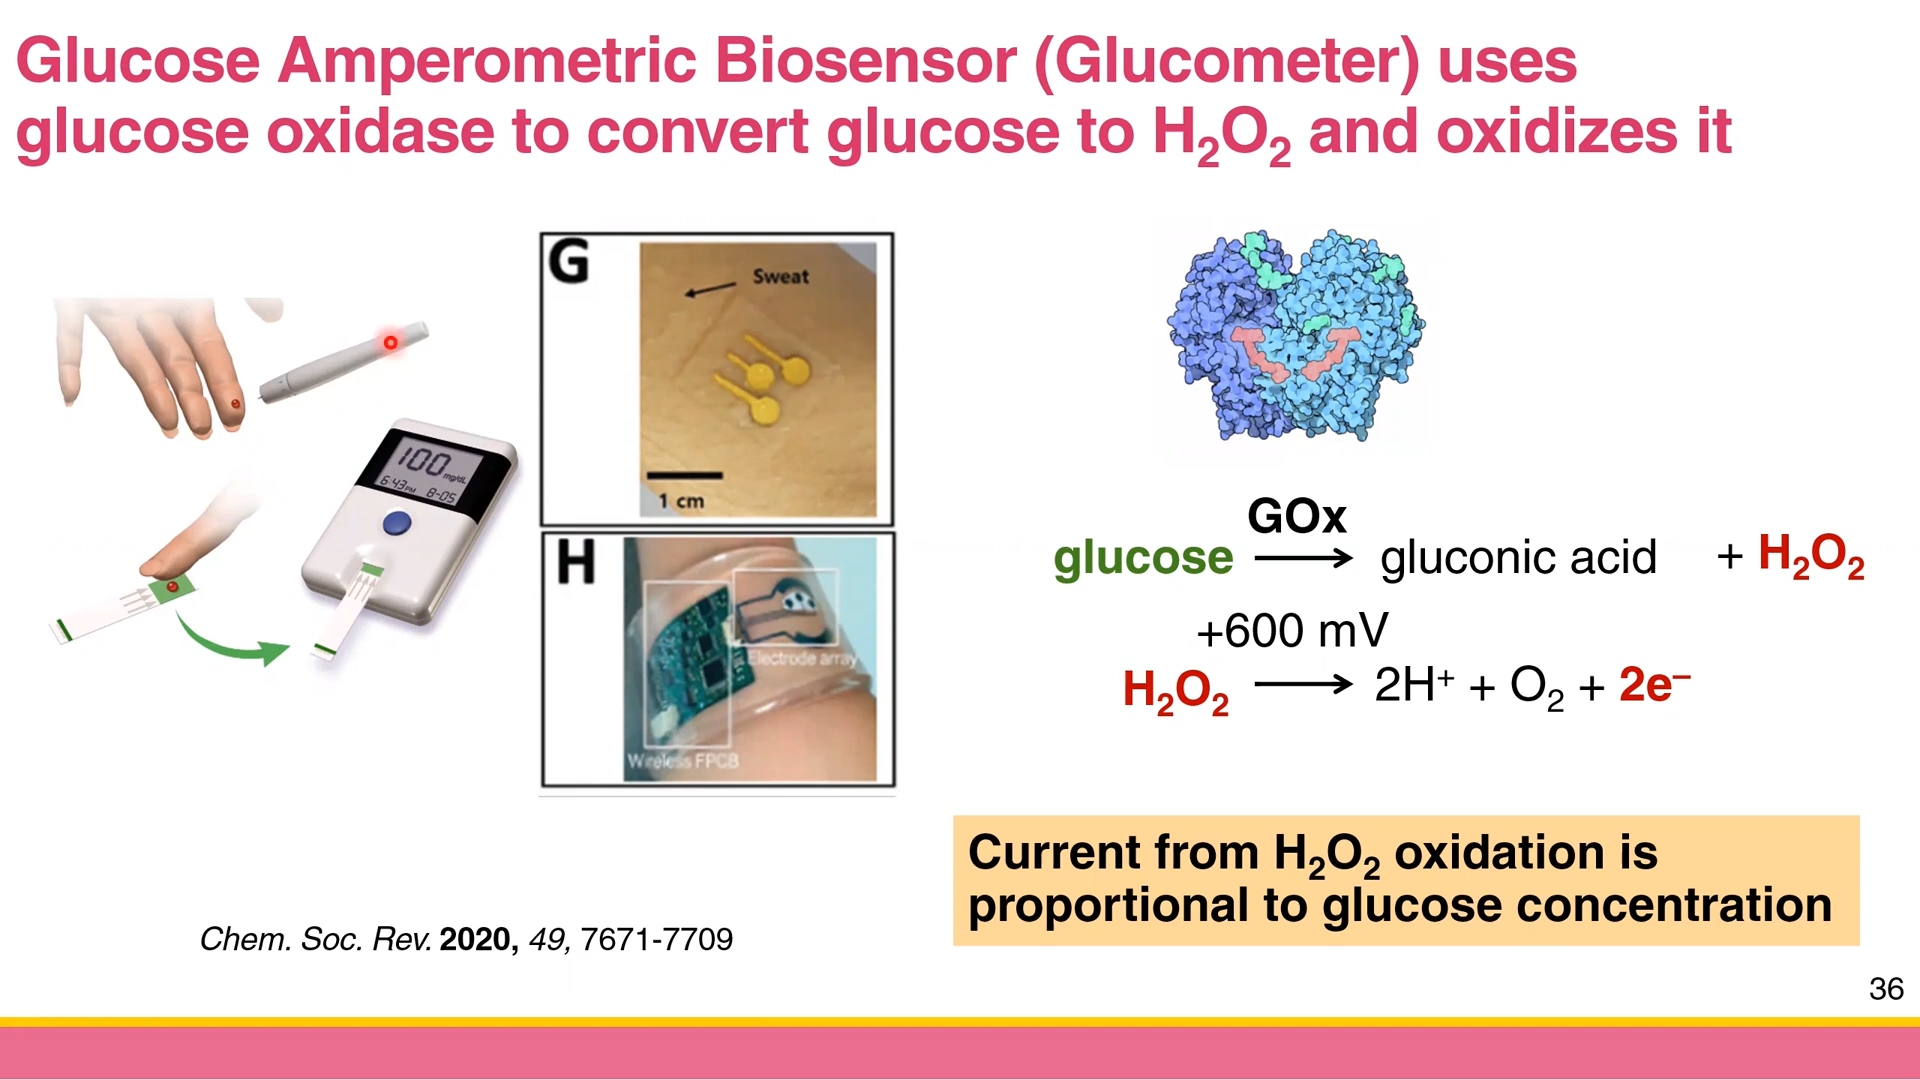 Glucose Amperometric Biosensor (Glucometer) uses
glucose oxidase to convert glucose to H₂O₂ and oxidizes it
G
Sweat
1 cm
H
Electrode array
Wireless FPCB
100 mg/dL
6:43 PM 8-05
GOx
glucose ⟶ gluconic acid + H₂O₂
+600 mV
H₂O₂ ⟶ 2H⁺ + O₂ + 2e⁻
Current from H₂O₂ oxidation is
proportional to glucose concentration
Chem. Soc. Rev. 2020, 49, 7671-7709
36